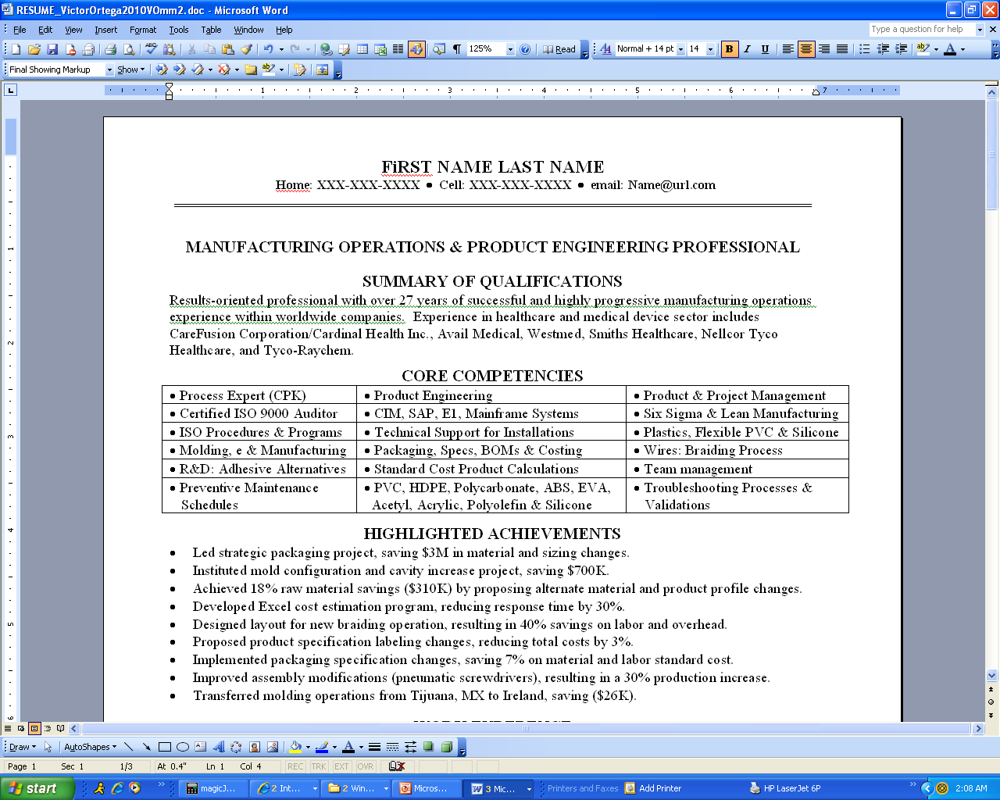 RESUME_VictorOrtega2010VOmm2.doc - Microsoft Word
File Edit View Insert Format Tools Table Window Help
Type a question for help
125% Read Normal + 14 pt 14 B I U
Final Showing Markup Show
1 2 3 4 5 6 7
FiRST NAME LAST NAME
Home: XXX-XXX-XXXX • Cell: XXX-XXX-XXXX • email: Name@url.com
MANUFACTURING OPERATIONS & PRODUCT ENGINEERING PROFESSIONAL
SUMMARY OF QUALIFICATIONS
Results-oriented professional with over 27 years of successful and highly progressive manufacturing operations
experience within worldwide companies. Experience in healthcare and medical device sector includes
CareFusion Corporation/Cardinal Health Inc., Avail Medical, Westmed, Smiths Healthcare, Nellcor Tyco
Healthcare, and Tyco-Raychem.
CORE COMPETENCIES
• Process Expert (CPK) • Product Engineering • Product & Project Management
• Certified ISO 9000 Auditor • CIM, SAP, E1, Mainframe Systems • Six Sigma & Lean Manufacturing
• ISO Procedures & Programs • Technical Support for Installations • Plastics, Flexible PVC & Silicone
• Molding, e & Manufacturing • Packaging, Specs, BOMs & Costing • Wires: Braiding Process
• R&D: Adhesive Alternatives • Standard Cost Product Calculations • Team management
• Preventive Maintenance • PVC, HDPE, Polycarbonate, ABS, EVA, • Troubleshooting Processes &
Schedules Acetyl, Acrylic, Polyolefin & Silicone Validations
HIGHLIGHTED ACHIEVEMENTS
• Led strategic packaging project, saving $3M in material and sizing changes.
• Instituted mold configuration and cavity increase project, saving $700K.
• Achieved 18% raw material savings ($310K) by proposing alternate material and product profile changes.
• Developed Excel cost estimation program, reducing response time by 30%.
• Designed layout for new braiding operation, resulting in 40% savings on labor and overhead.
• Proposed product specification labeling changes, reducing total costs by 3%.
• Implemented packaging specification changes, saving 7% on material and labor standard cost.
• Improved assembly modifications (pneumatic screwdrivers), resulting in a 30% production increase.
• Transferred molding operations from Tijuana, MX to Ireland, saving ($26K).
Draw AutoShapes
Page 1 Sec 1 1/3 At 0.4" Ln 1 Col 4 REC TRK EXT OVR
start magicJ... 2 Int... 2 Win... Micros... 3 Mic... Printers and Faxes Add Printer HP LaserJet 6P 2:08 AM